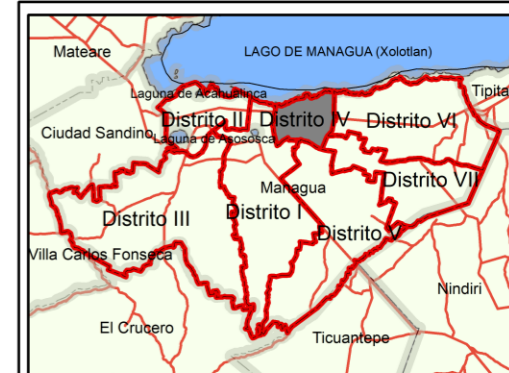 Mateare
LAGO DE MANAGUA (Xolotlan)
Laguna de Acahualinca
Tipita
Distrito II
Distrito IV
Distrito VI
Ciudad Sandino
Laguna de Asososca
Managua
Distrito VII
Distrito III
Distrito I
Distrito V
Villa Carlos Fonseca
Nindiri
El Crucero
Ticuantepe